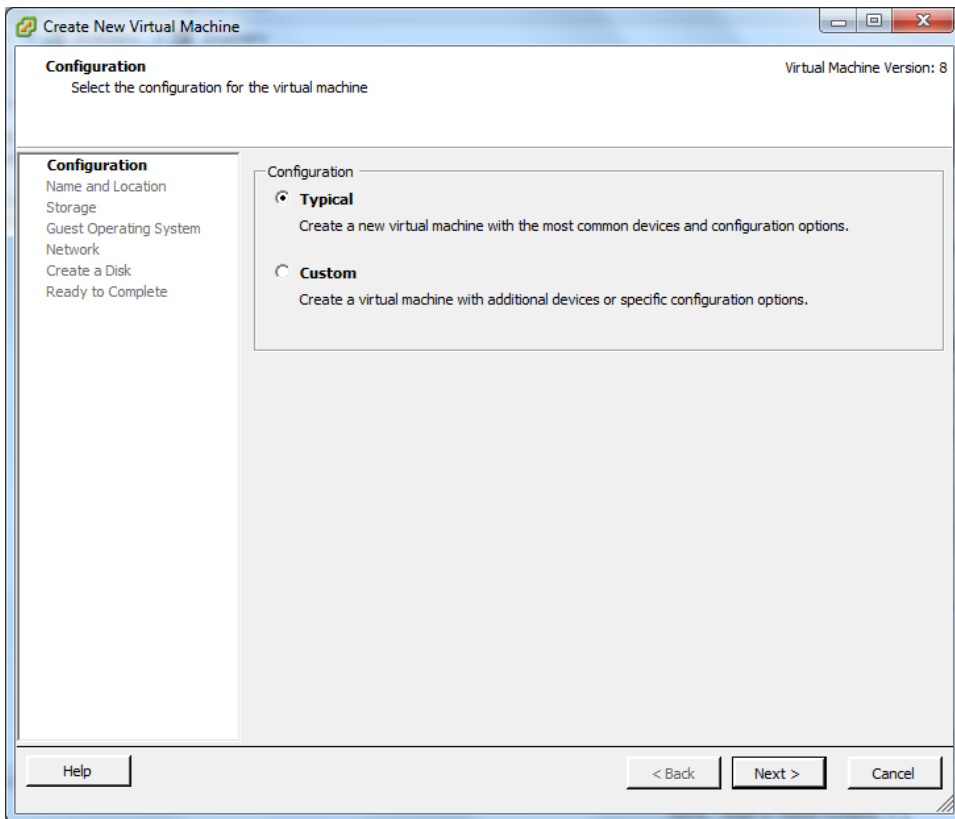 Create New Virtual Machine
Configuration
Virtual Machine Version: 8
Select the configuration for the virtual machine
Configuration
Name and Location
Storage
Guest Operating System
Network
Create a Disk
Ready to Complete
Configuration
Typical
Create a new virtual machine with the most common devices and configuration options.
Custom
Create a virtual machine with additional devices or specific configuration options.
Help
< Back
Next >
Cancel